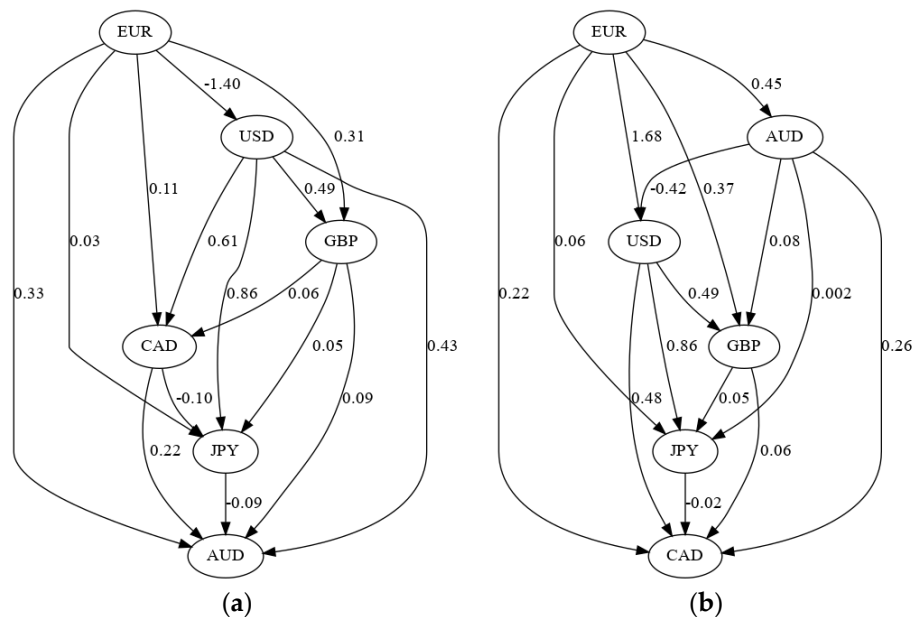 EUR
-1.40
USD
0.31
0.11
0.49
GBP
0.61
0.03
0.33
0.86
0.06
CAD
0.05
0.43
-0.10
0.09
0.22
JPY
-0.09
AUD
(a)
EUR
0.45
AUD
1.68
-0.42
0.37
USD
0.06
0.08
0.22
0.49
0.002
GBP
0.86
0.26
0.48
0.05
JPY
0.06
-0.02
CAD
(b)